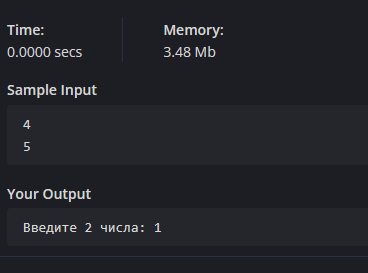 Time: Memory:
0.0000 secs 3.48 Mb
Sample Input
4
5
Your Output
Введите 2 числа: 1